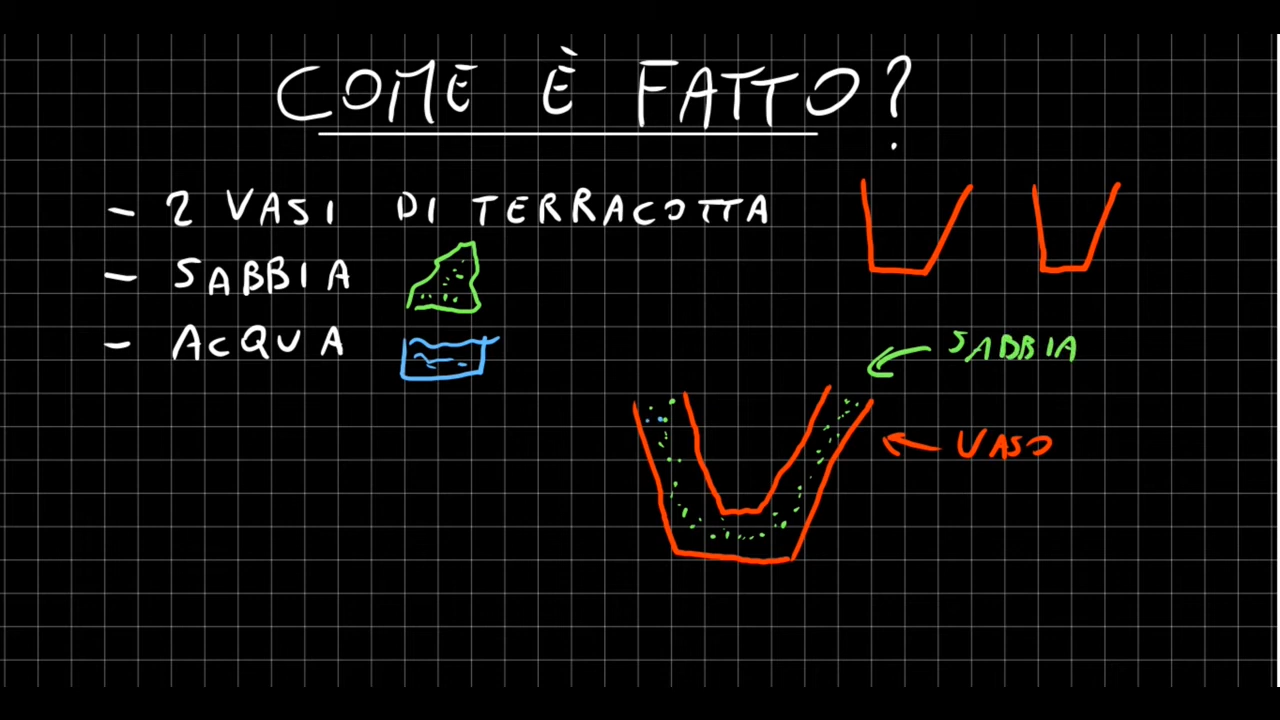 COME È FATTO?
- 2 VASI DI TERRACOTTA
- SABBIA
- ACQUA
SABBIA
VASO